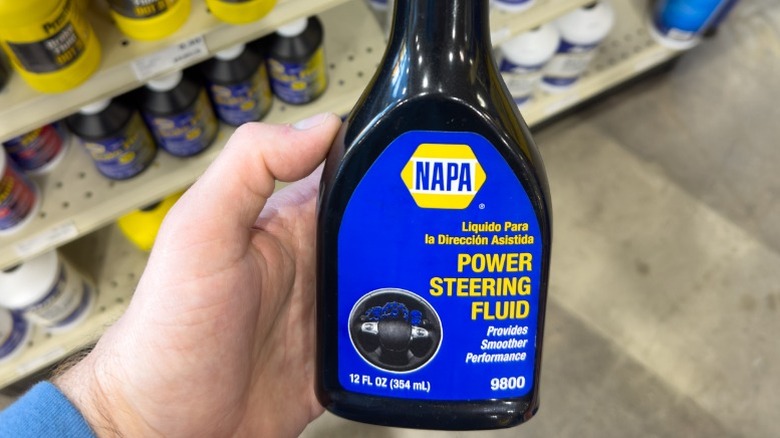 NAPA
Liquido Para
la Dirección Asistida
POWER
STEERING
FLUID
Provides
Smoother
Performance
12 FL OZ (354 mL)
9800